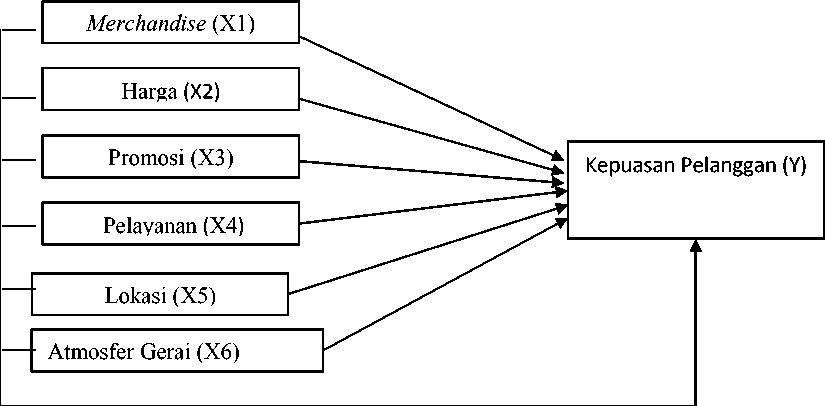 Merchandise (X1)
Harga (X2)
Promosi (X3)
Kepuasan Pelanggan (Y)
Pelayanan (X4)
Lokasi (X5)
Atmosfer Gerai (X6)